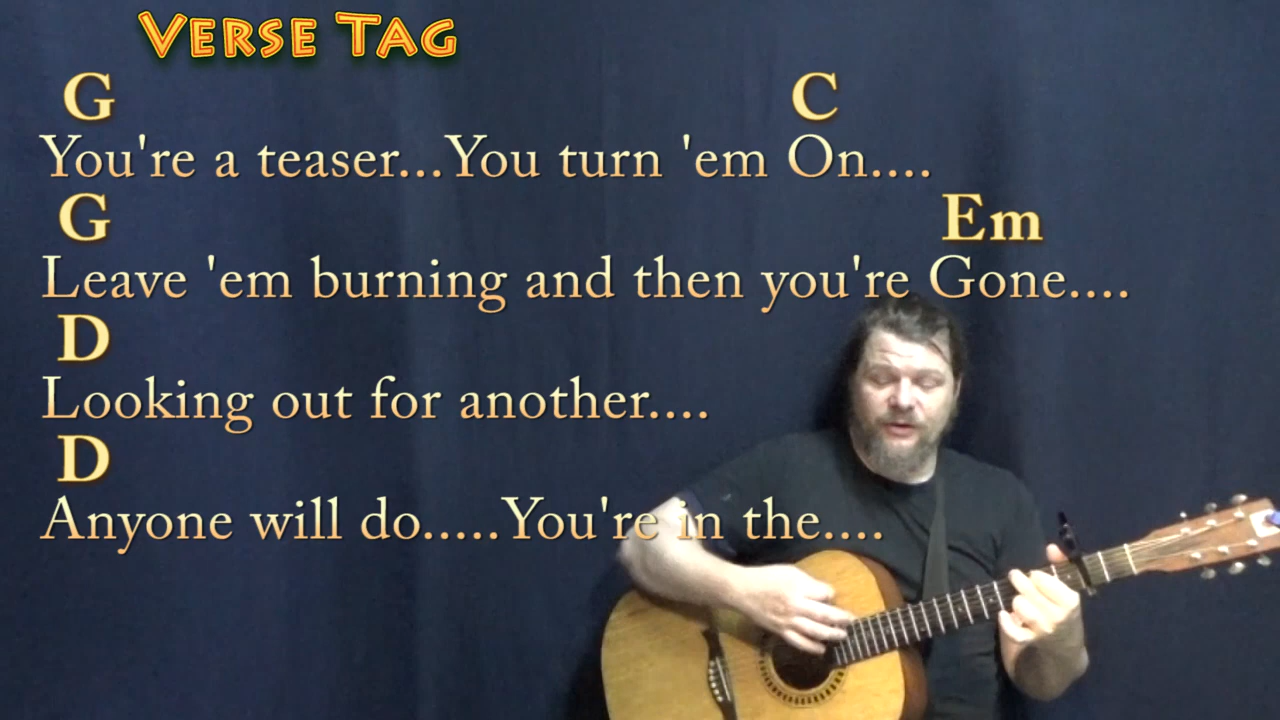 VERSE TAG
G C
You're a teaser...You turn 'em On....
G Em
Leave 'em burning and then you're Gone....
D
Looking out for another....
D
Anyone will do.....You're in the....